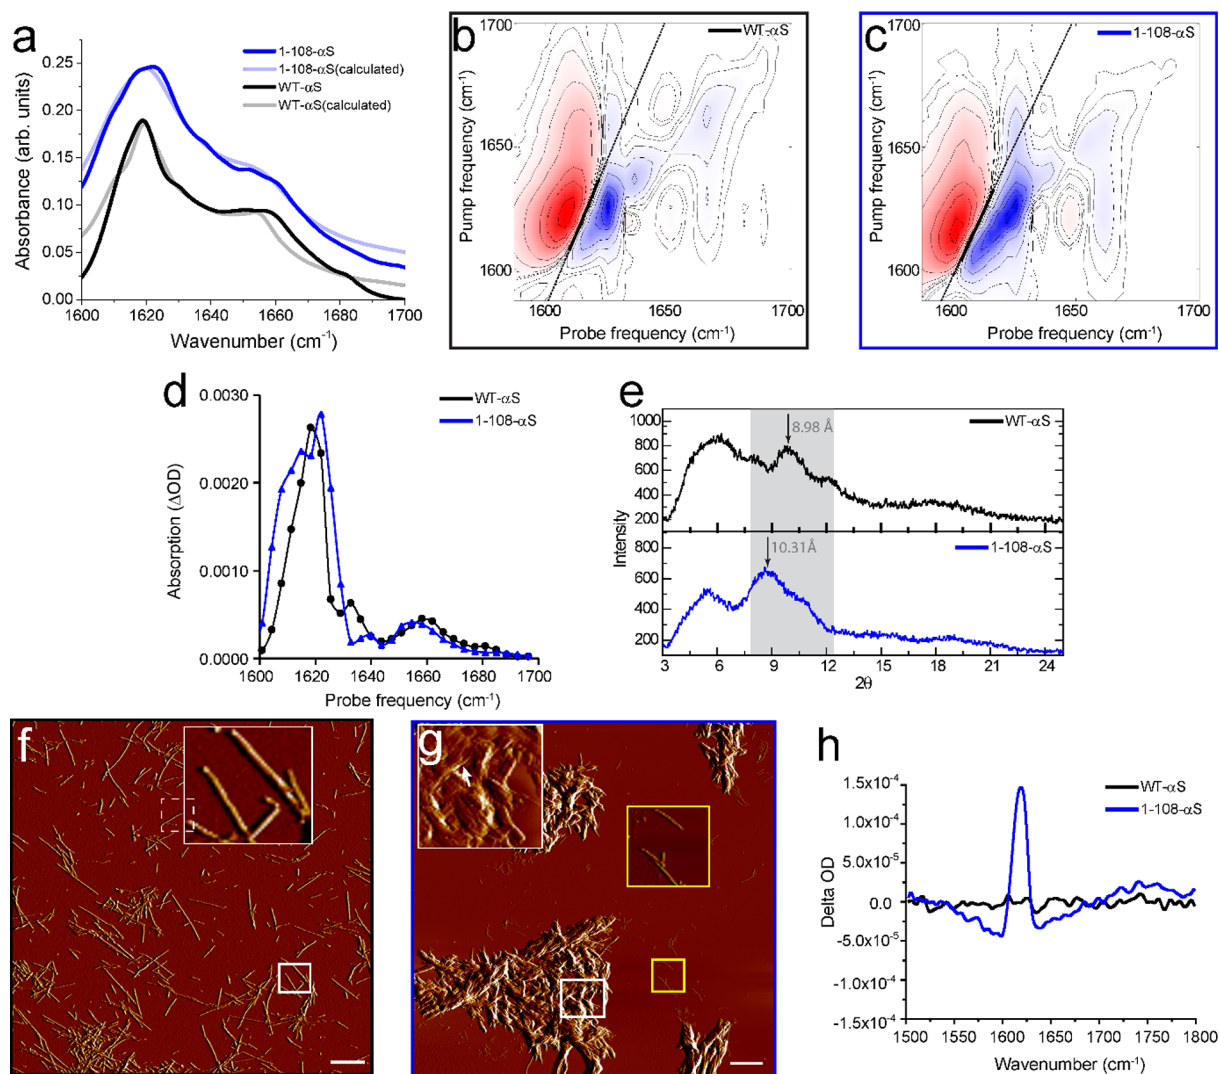 a
1-108-αS
1-108-αS(calculated)
WT-αS
WT-αS(calculated)
0.25
0.20
0.15
0.10
0.05
0.00
Absorbance (arb. units)
1600 1620 1640 1660 1680 1700
Wavenumber (cm⁻¹)
b
WT-αS
1700
1650
1600
Pump frequency (cm⁻¹)
1600 1650 1700
Probe frequency (cm⁻¹)
c
1-108-αS
1700
1650
1600
Pump frequency (cm⁻¹)
1600 1650 1700
Probe frequency (cm⁻¹)
d
WT-αS
1-108-αS
0.0030
0.0020
0.0010
0.0000
Absorption (ΔOD)
1600 1620 1640 1660 1680 1700
Probe frequency (cm⁻¹)
e
1000
800
600
400
200
8.98 Å
WT-αS
Intensity
800
600
400
200
10.31Å
1-108-αS
3 6 9 12 15 18 21 24
2θ
f
g
h
WT-αS
1-108-αS
1.5x10⁻⁴
1.0x10⁻⁴
5.0x10⁻⁵
0.0
-5.0x10⁻⁵
-1.0x10⁻⁴
-1.5x10⁻⁴
Delta OD
1500 1550 1600 1650 1700 1750 1800
Wavenumber (cm⁻¹)